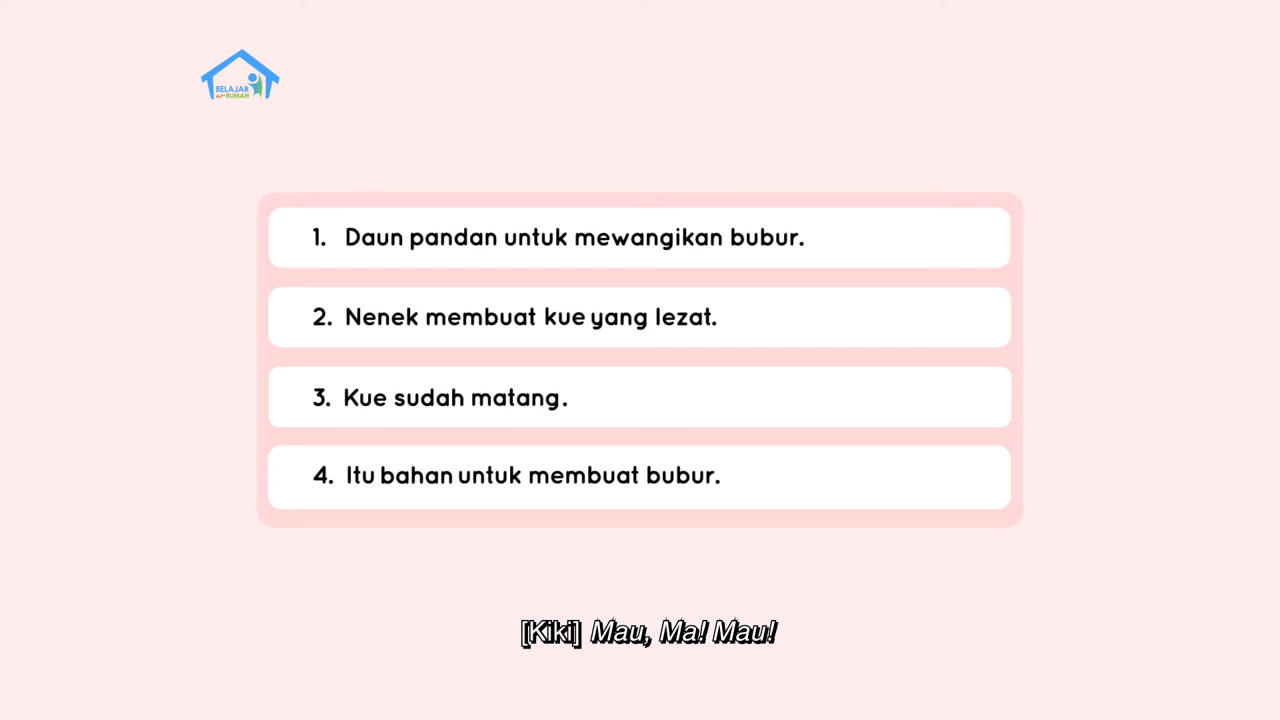 BELAJAR
dari RUMAH
1. Daun pandan untuk mewangikan bubur.
2. Nenek membuat kue yang lezat.
3. Kue sudah matang.
4. Itu bahan untuk membuat bubur.
[Kiki] Mau, Ma! Mau!